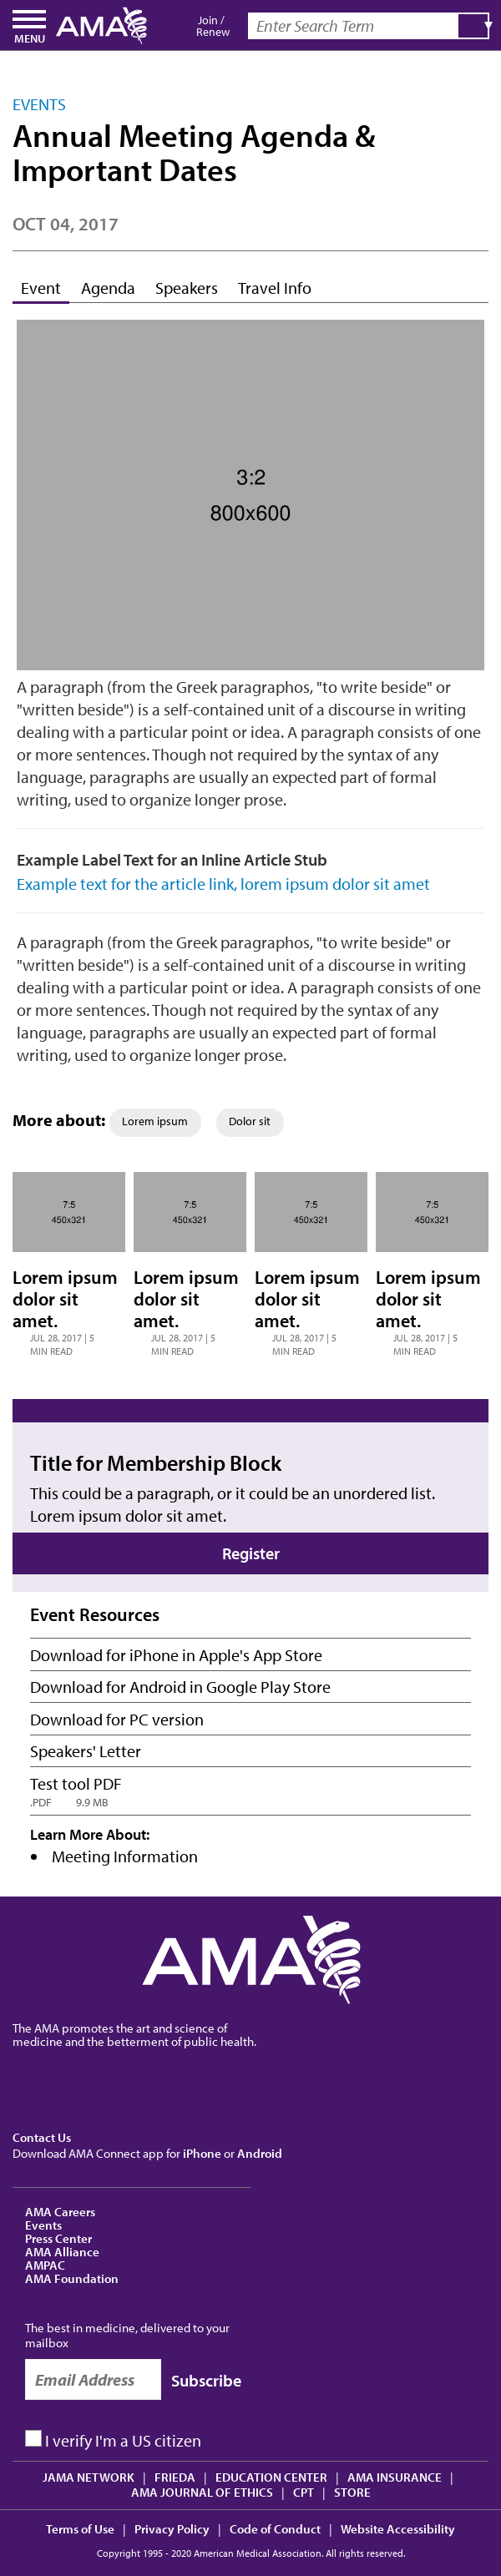 MENU
AMA
Join /
Renew
Enter Search Term
EVENTS
Annual Meeting Agenda &
Important Dates
OCT 04, 2017
Event Agenda Speakers Travel Info
3:2
800x600
A paragraph (from the Greek paragraphos, "to write beside" or
"written beside") is a self-contained unit of a discourse in writing
dealing with a particular point or idea. A paragraph consists of one
or more sentences. Though not required by the syntax of any
language, paragraphs are usually an expected part of formal
writing, used to organize longer prose.
Example Label Text for an Inline Article Stub
Example text for the article link, lorem ipsum dolor sit amet
A paragraph (from the Greek paragraphos, "to write beside" or
"written beside") is a self-contained unit of a discourse in writing
dealing with a particular point or idea. A paragraph consists of one
or more sentences. Though not required by the syntax of any
language, paragraphs are usually an expected part of formal
writing, used to organize longer prose.
More about: Lorem ipsum Dolor sit
7:5
450x321
Lorem ipsum
dolor sit
amet.
JUL 28, 2017 | 5
MIN READ
7:5
450x321
Lorem ipsum
dolor sit
amet.
JUL 28, 2017 | 5
MIN READ
7:5
450x321
Lorem ipsum
dolor sit
amet.
JUL 28, 2017 | 5
MIN READ
7:5
450x321
Lorem ipsum
dolor sit
amet.
JUL 28, 2017 | 5
MIN READ
Title for Membership Block
This could be a paragraph, or it could be an unordered list.
Lorem ipsum dolor sit amet.
Register
Event Resources
Download for iPhone in Apple's App Store
Download for Android in Google Play Store
Download for PC version
Speakers' Letter
Test tool PDF
.PDF 9.9 MB
Learn More About:
• Meeting Information
AMA
The AMA promotes the art and science of
medicine and the betterment of public health.
Contact Us
Download AMA Connect app for iPhone or Android
AMA Careers
Events
Press Center
AMA Alliance
AMPAC
AMA Foundation
The best in medicine, delivered to your
mailbox
Email Address Subscribe
I verify I'm a US citizen
JAMA NETWORK | FRIEDA | EDUCATION CENTER | AMA INSURANCE |
AMA JOURNAL OF ETHICS | CPT | STORE
Terms of Use | Privacy Policy | Code of Conduct | Website Accessibility
Copyright 1995 - 2020 American Medical Association. All rights reserved.